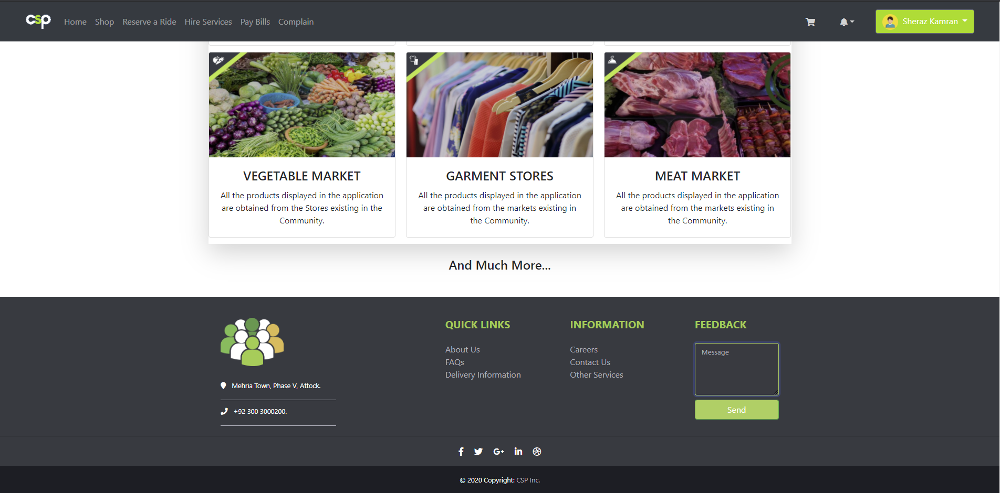 csp Home Shop Reserve a Ride Hire Services Pay Bills Complain Sheraz Kamran
VEGETABLE MARKET
All the products displayed in the application
are obtained from the Stores existing in the
Community.
GARMENT STORES
All the products displayed in the application
are obtained from the markets existing in
the Community.
MEAT MARKET
All the products displayed in the application
are obtained from the markets existing in
the Community.
And Much More...
Mehria Town, Phase V, Attock.
+92 300 3000200.
QUICK LINKS
About Us
FAQs
Delivery Information
INFORMATION
Careers
Contact Us
Other Services
FEEDBACK
Message
Send
© 2020 Copyright: CSP Inc.